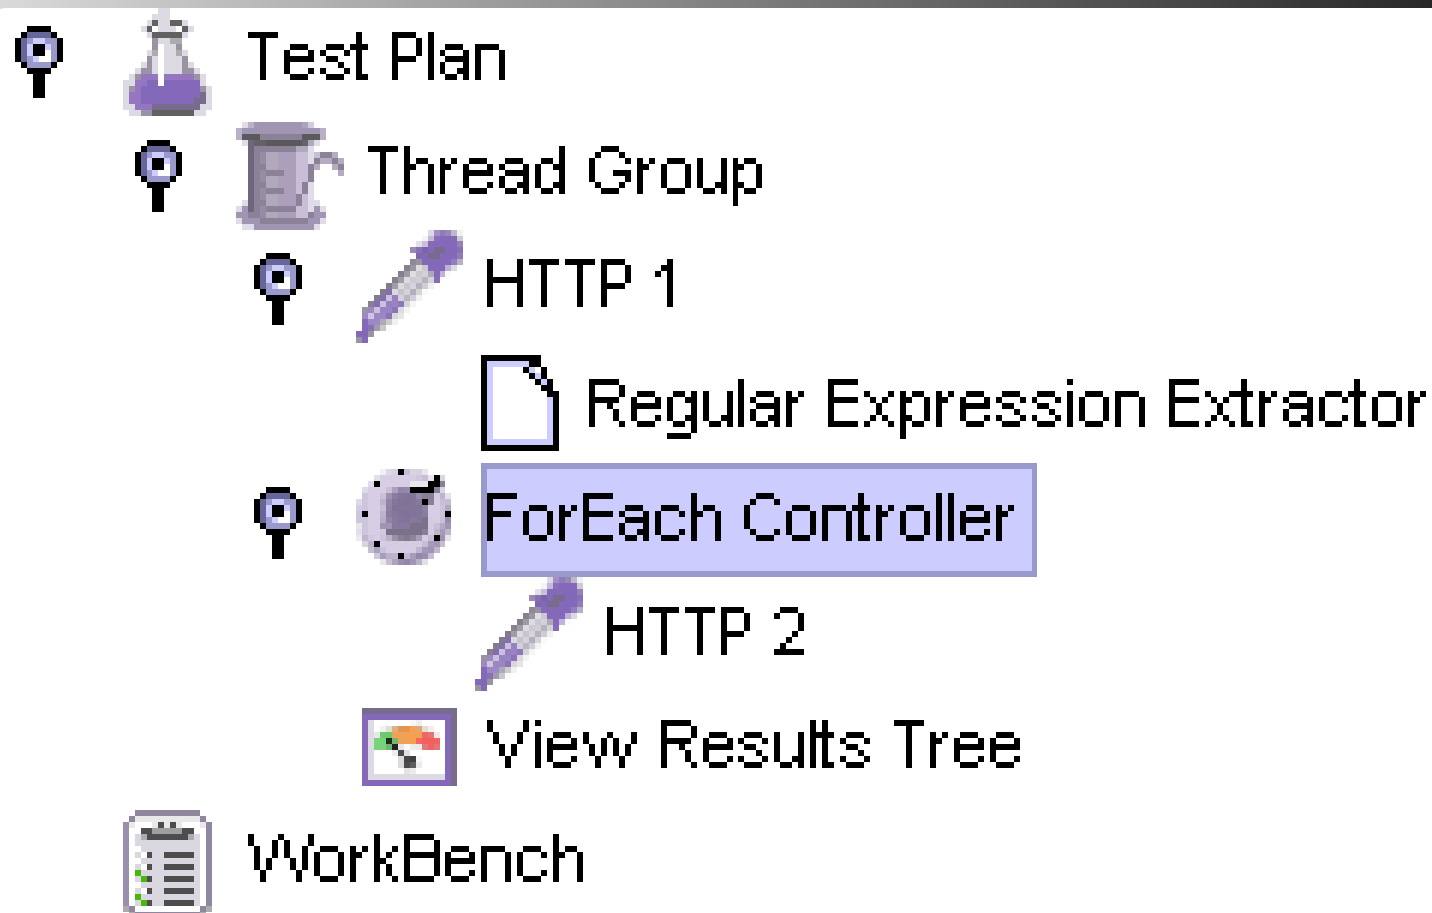 Test Plan
Thread Group
HTTP 1
Regular Expression Extractor
ForEach Controller
HTTP 2
View Results Tree
WorkBench